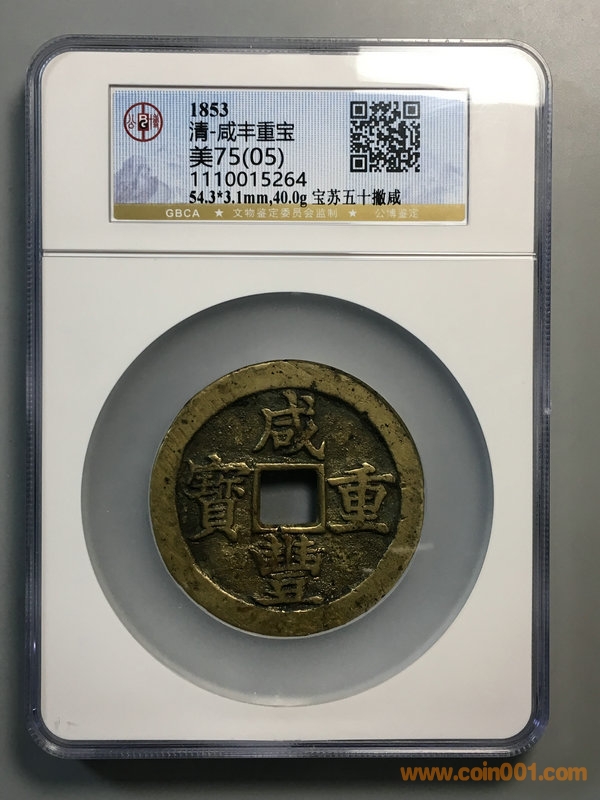 1853
清-咸丰重宝
美75(05)
1110015264
54.3*3.1mm,40.0g 宝苏五十撇咸
GBCA ★ 文物鉴定委员会监制 ★ 公博鉴定
公博
咸
寶 重
豐
www.coin001.com